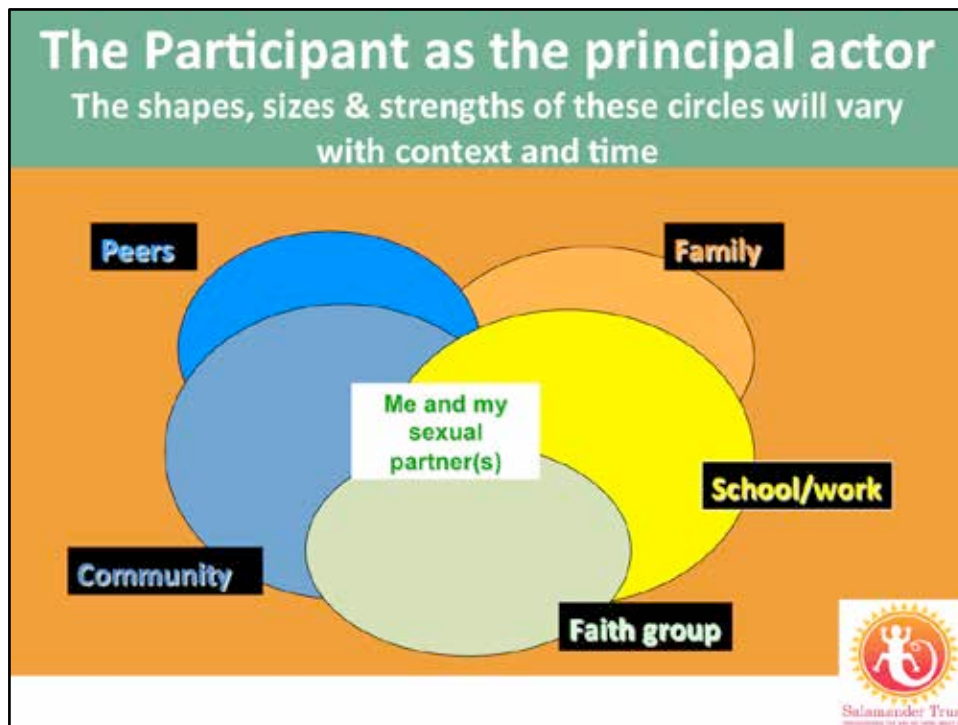 The Participant as the principal actor
The shapes, sizes & strengths of these circles will vary
with context and time
Peers
Family
Me and my
sexual
partner(s)
School/work
Community
Faith group
Salamander Trus